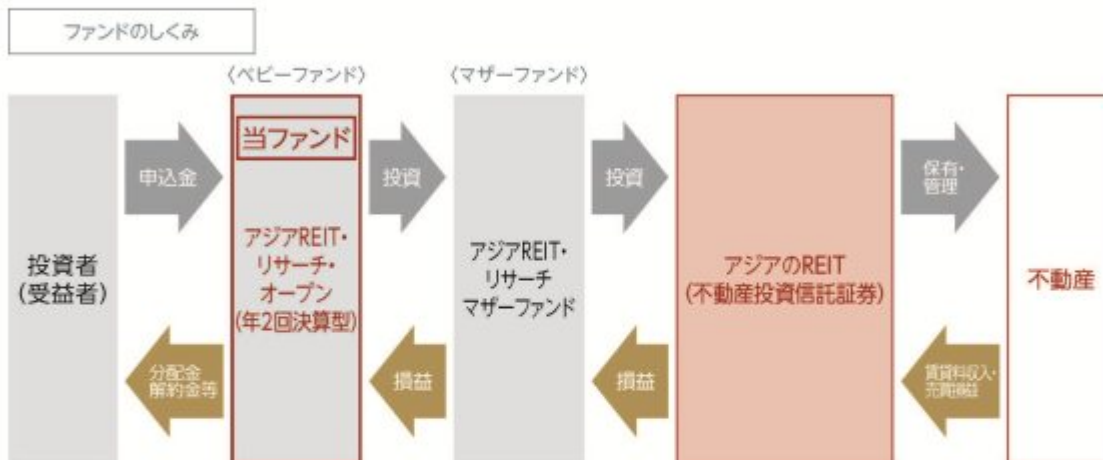 ファンドのしくみ
〈ベビーファンド〉
〈マザーファンド〉
投資者
(受益者)
申込金
分配金
解約金等
当ファンド
アジアREIT・
リサーチ・
オープン
(年2回決算型)
投資
損益
アジアREIT・
リサーチ
マザーファンド
投資
損益
アジアのREIT
(不動産投資信託証券)
保有・
管理
賃貸料収入・
売買損益
不動産